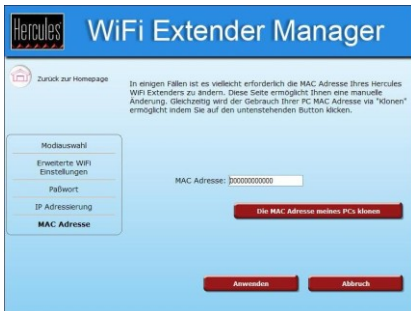 Hercules WiFi Extender Manager
Zurück zur Homepage
In einigen Fällen ist es vielleicht erforderlich die MAC Adresse Ihres Hercules
WiFi Extenders zu ändern. Diese Seite ermöglicht Ihnen eine manuelle
Änderung. Gleichzeitig wird der Gebrauch Ihrer PC MAC Adresse via "Klonen"
ermöglicht indem Sie auf den untenstehenden Button klicken.
Modiauswahl
Erweiterte WiFi
Einstellungen
Paßwort
IP Adressierung
MAC Adresse
MAC Adresse: 000000000000
Die MAC Adresse meines PCs klonen
Anwenden Abbruch